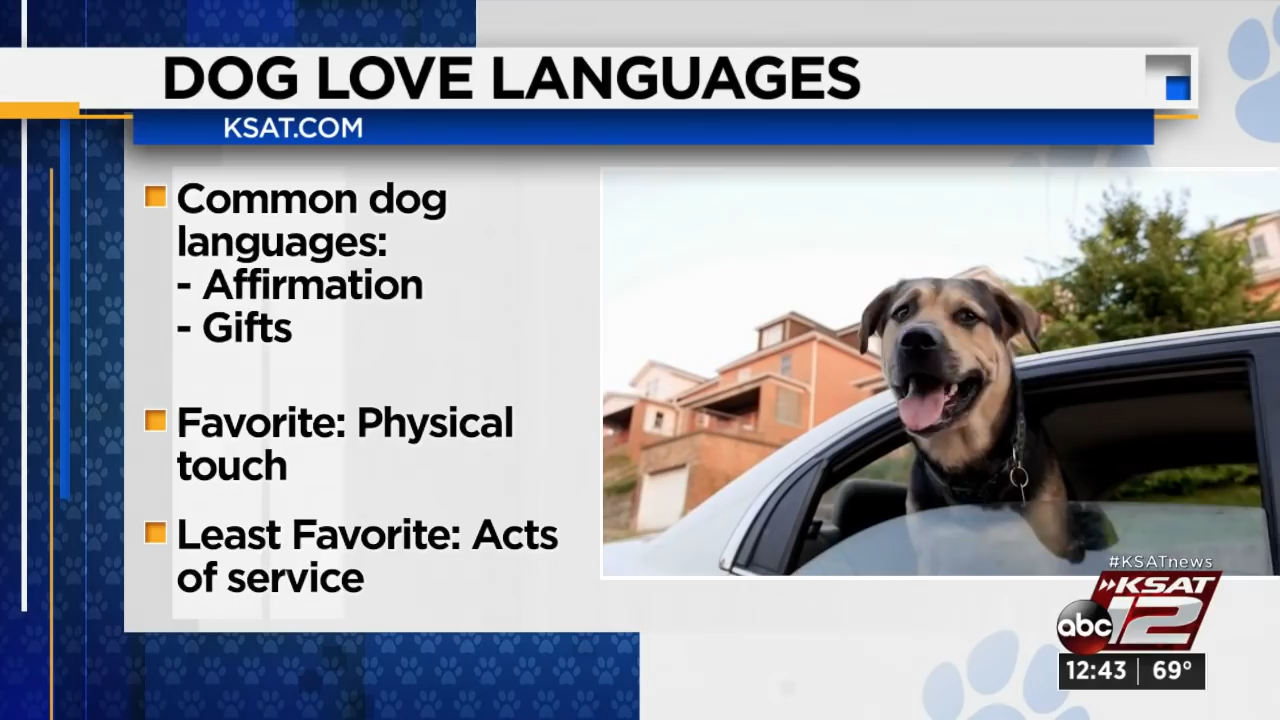 DOG LOVE LANGUAGES
KSAT.COM
Common dog
languages:
- Affirmation
- Gifts
Favorite: Physical
touch
Least Favorite: Acts
of service
#KSATnews
KSAT
abc 12
12:43 | 69°